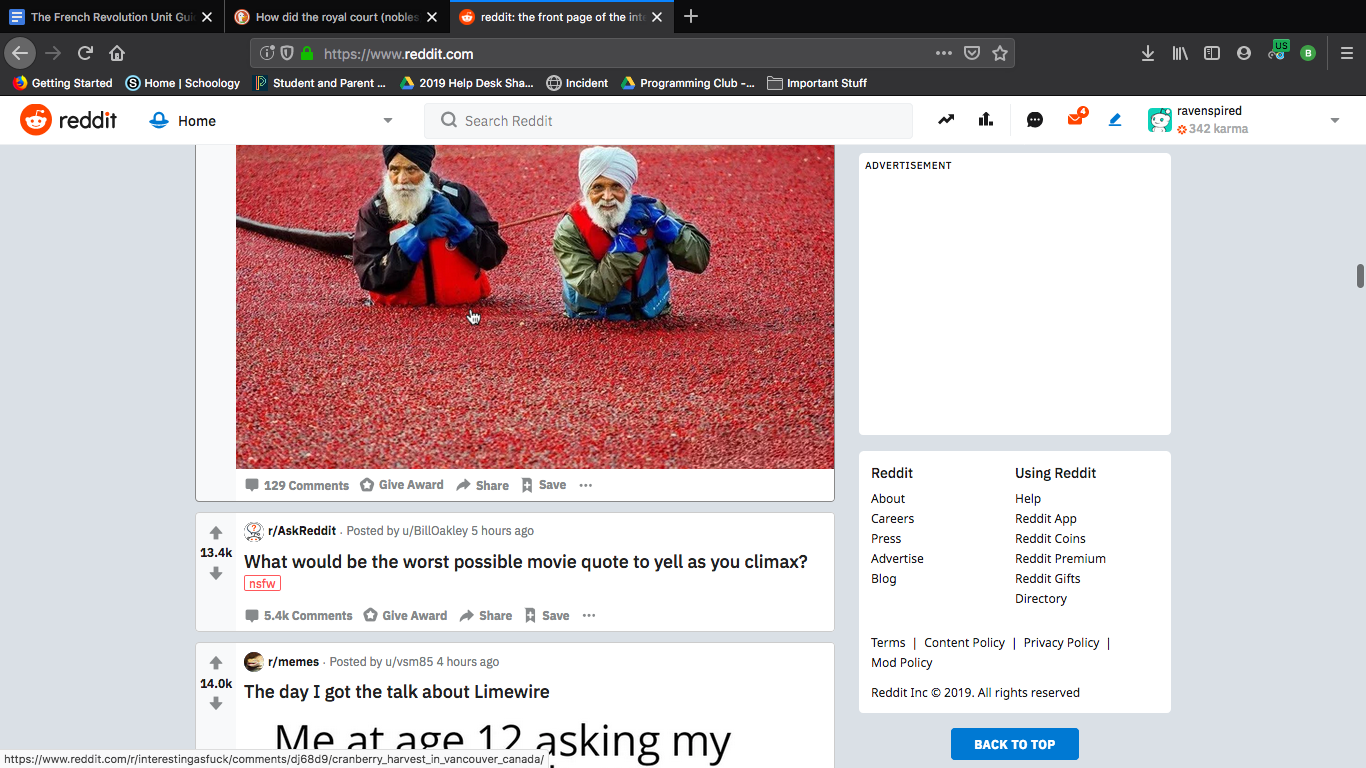 The French Revolution Unit Gui
How did the royal court (nobles
reddit: the front page of the inte
https://www.reddit.com
US
B
Getting Started
Home | Schoology
Student and Parent ...
2019 Help Desk Sha...
Incident
Programming Club -...
Important Stuff
reddit
Home
Search Reddit
4
ravenspired
342 karma
ADVERTISEMENT
129 Comments Give Award Share Save
r/AskReddit · Posted by u/BillOakley 5 hours ago
13.4k
What would be the worst possible movie quote to yell as you climax?
nsfw
5.4k Comments Give Award Share Save
r/memes · Posted by u/vsm85 4 hours ago
14.0k
The day I got the talk about Limewire
Me at age 12 asking my
Reddit
About
Careers
Press
Advertise
Blog
Using Reddit
Help
Reddit App
Reddit Coins
Reddit Premium
Reddit Gifts
Directory
Terms | Content Policy | Privacy Policy |
Mod Policy
Reddit Inc © 2019. All rights reserved
BACK TO TOP
https://www.reddit.com/r/interestingasfuck/comments/dj68d9/cranberry_harvest_in_vancouver_canada/